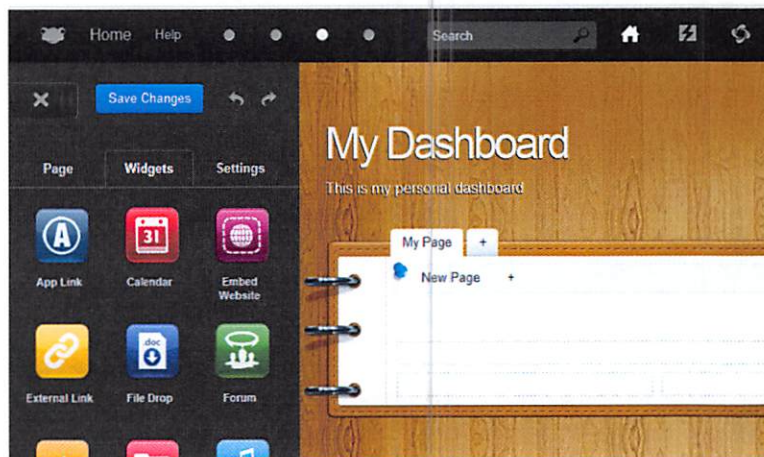 Home Help Search
Save Changes
Page Widgets Settings
App Link Calendar Embed Website
External Link File Drop Forum
My Dashboard
This is my personal dashboard
My Page +
New Page +
31
.doc
A